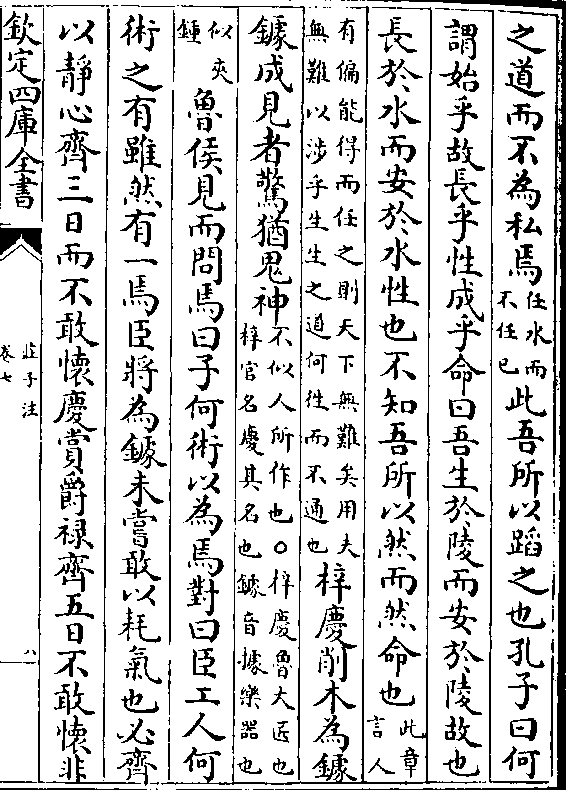 之道而不為私焉任水而不任已此吾所以蹈之也孔子曰何
謂始乎故長乎性成乎命曰吾生於陵而安於陵故也
長於水而安於水性也不知吾所以然而然命也此章言人
有偏能得而任之則天下無難矣用夫無難以涉乎生生之道何徃而不通也梓慶削木為鐻
鐻成見者驚猶鬼神不似人所作也○梓慶魯大匠也梓官名慶其名也鐻音據樂器也
似夾鍾魯侯見而問焉曰子何術以為焉對曰臣工人何
術之有雖然有一焉臣將為鐻未嘗敢以耗氣也必齊
以靜心齊三日而不敢懷慶賞爵禄齊五日不敢懷非
欽定四庫全書
莊子注
卷七
八